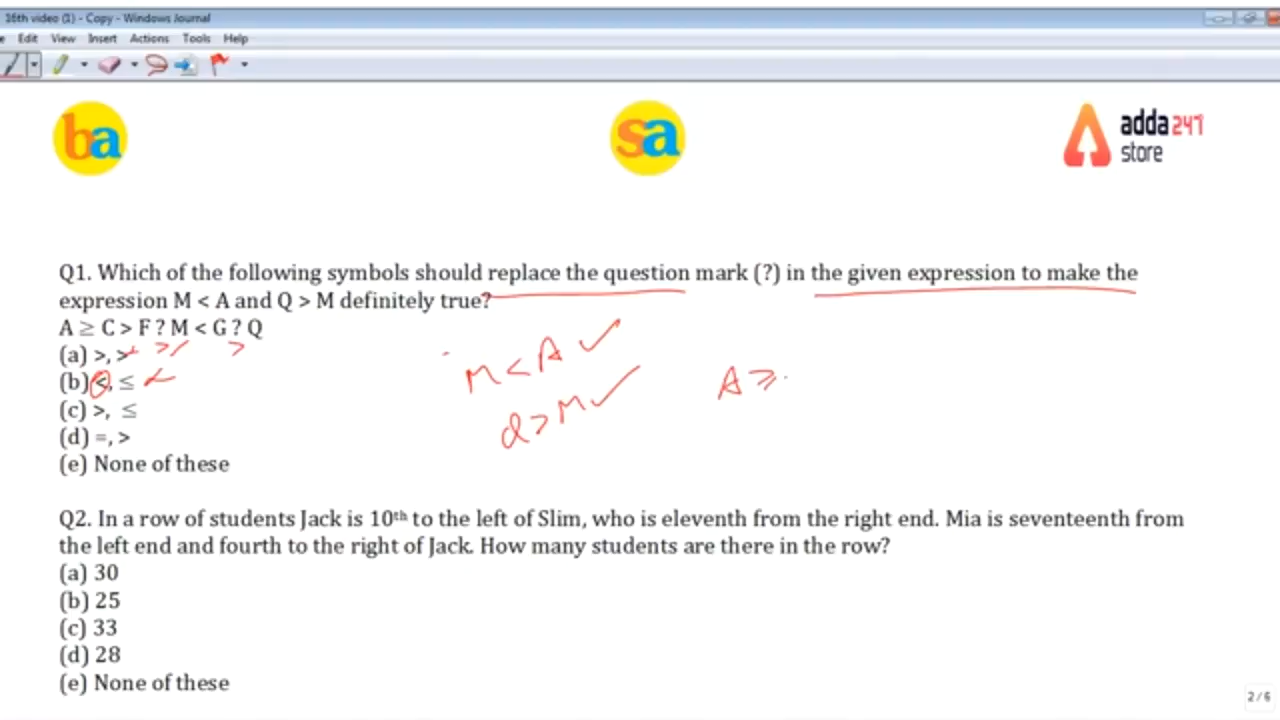 16th video (1) - Copy - Windows Journal
Edit View Insert Actions Tools Help
ba
sa
adda 247
store
Q1. Which of the following symbols should replace the question mark (?) in the given expression to make the
expression M < A and Q > M definitely true?
A ≥ C > F ? M < G ? Q
(a) >, >
(b) <, ≤
(c) >, ≤
(d) =, >
(e) None of these
M < A ✓
Q > M ✓
A ≥
Q2. In a row of students Jack is 10th to the left of Slim, who is eleventh from the right end. Mia is seventeenth from
the left end and fourth to the right of Jack. How many students are there in the row?
(a) 30
(b) 25
(c) 33
(d) 28
(e) None of these
2 / 6